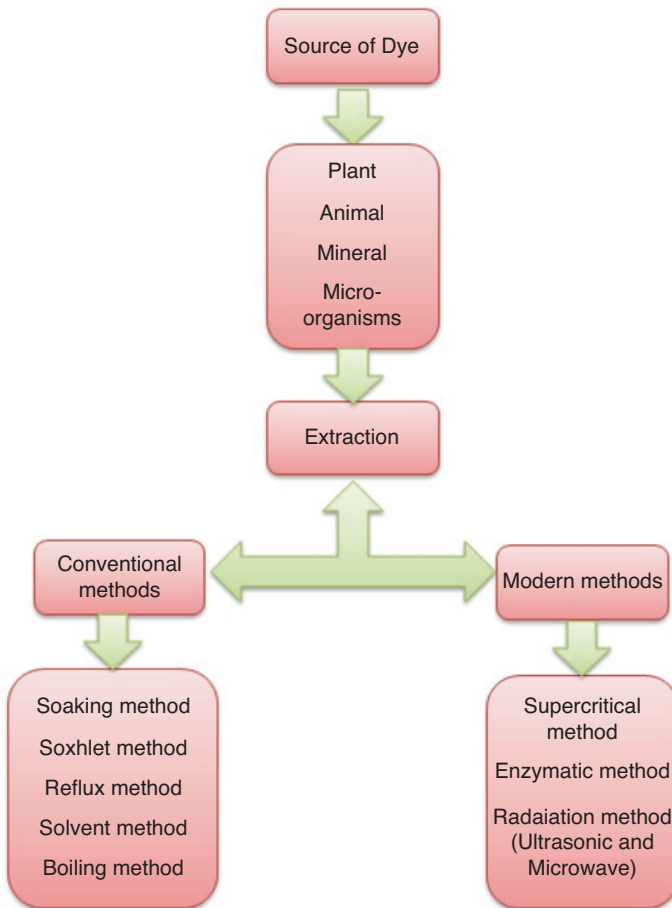 Source of Dye
Plant
Animal
Mineral
Micro-
organisms
Extraction
Conventional
methods
Modern methods
Soaking method
Soxhlet method
Reflux method
Solvent method
Boiling method
Supercritical
method
Enzymatic method
Radaiation method
(Ultrasonic and
Microwave)